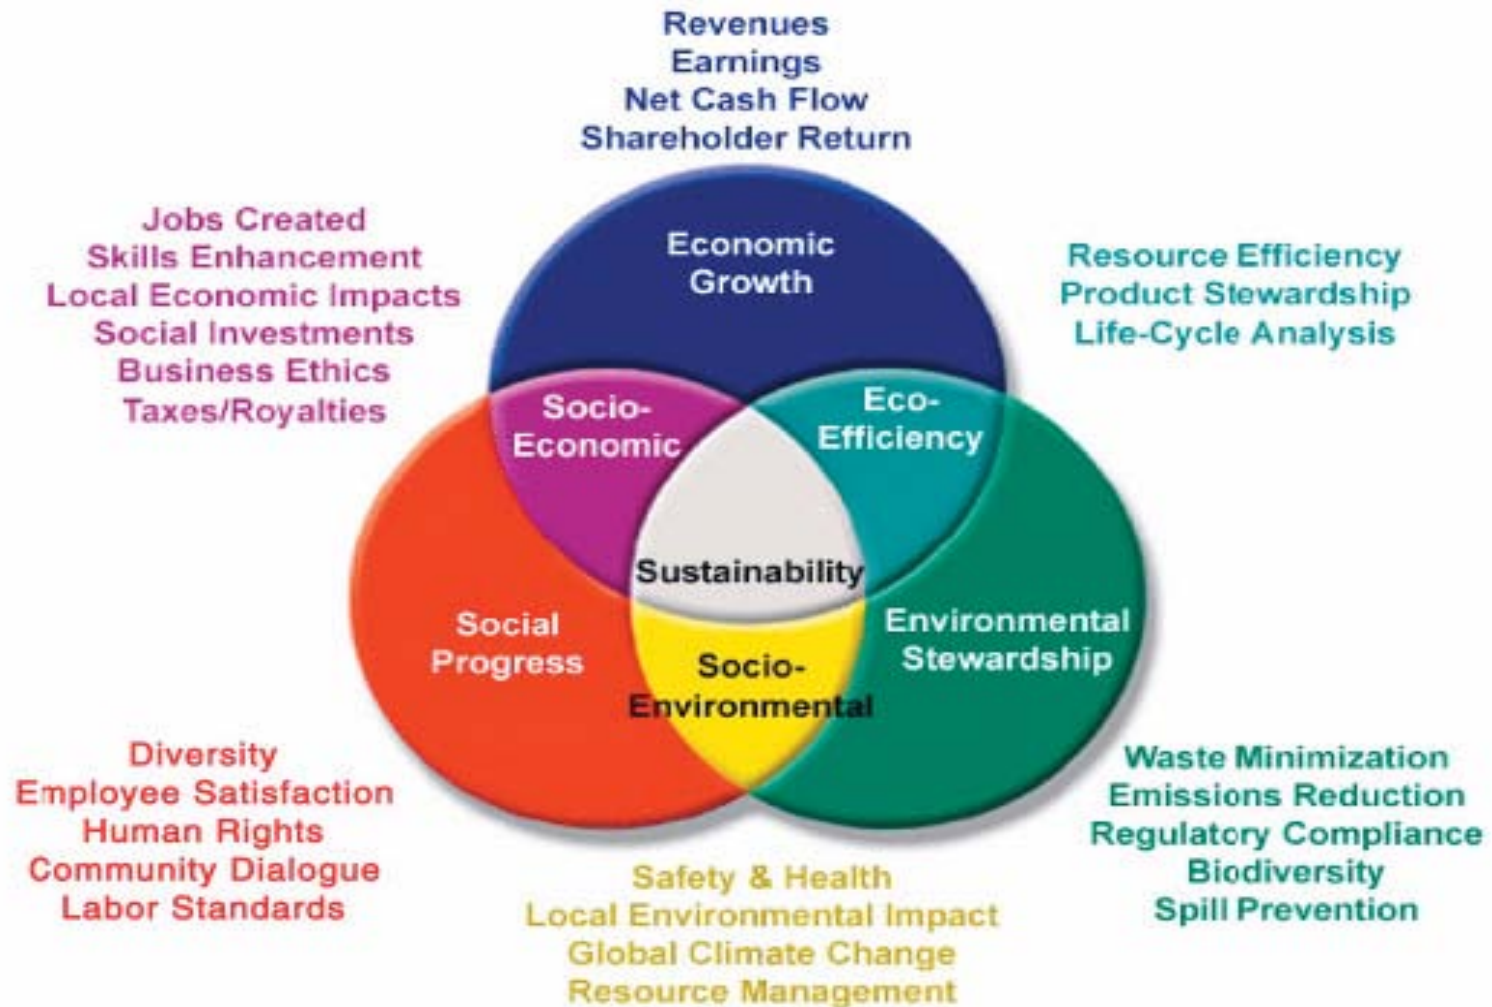 Revenues
Earnings
Net Cash Flow
Shareholder Return
Jobs Created
Skills Enhancement
Local Economic Impacts
Social Investments
Business Ethics
Taxes/Royalties
Economic
Growth
Resource Efficiency
Product Stewardship
Life-Cycle Analysis
Socio-
Economic
Eco-
Efficiency
Sustainability
Social
Progress
Environmental
Stewardship
Socio-
Environmental
Diversity
Employee Satisfaction
Human Rights
Community Dialogue
Labor Standards
Safety & Health
Local Environmental Impact
Global Climate Change
Resource Management
Waste Minimization
Emissions Reduction
Regulatory Compliance
Biodiversity
Spill Prevention